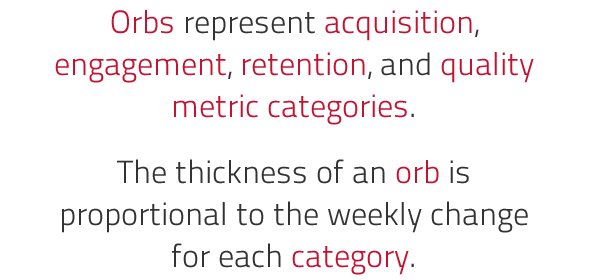 Orbs represent acquisition,
engagement, retention, and quality
metric categories.
The thickness of an orb is
proportional to the weekly change
for each category.